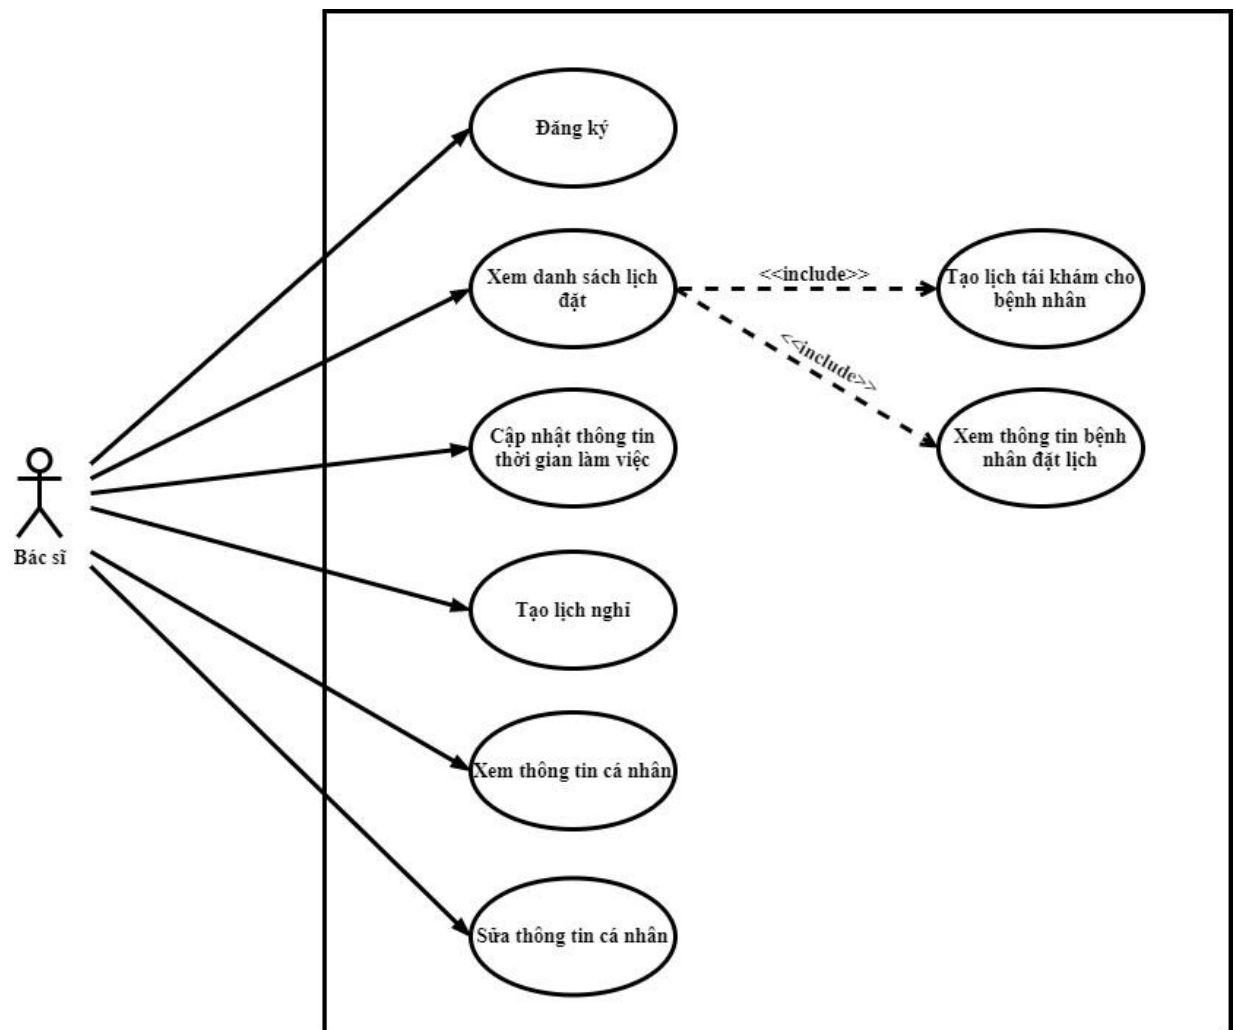 Đăng ký
Xem danh sách lịch
đặt
<<include>>
Tạo lịch tái khám cho
bệnh nhân
<<include>>
Cập nhật thông tin
thời gian làm việc
Xem thông tin bệnh
nhân đặt lịch
Bác sĩ
Tạo lịch nghỉ
Xem thông tin cá nhân
Sửa thông tin cá nhân